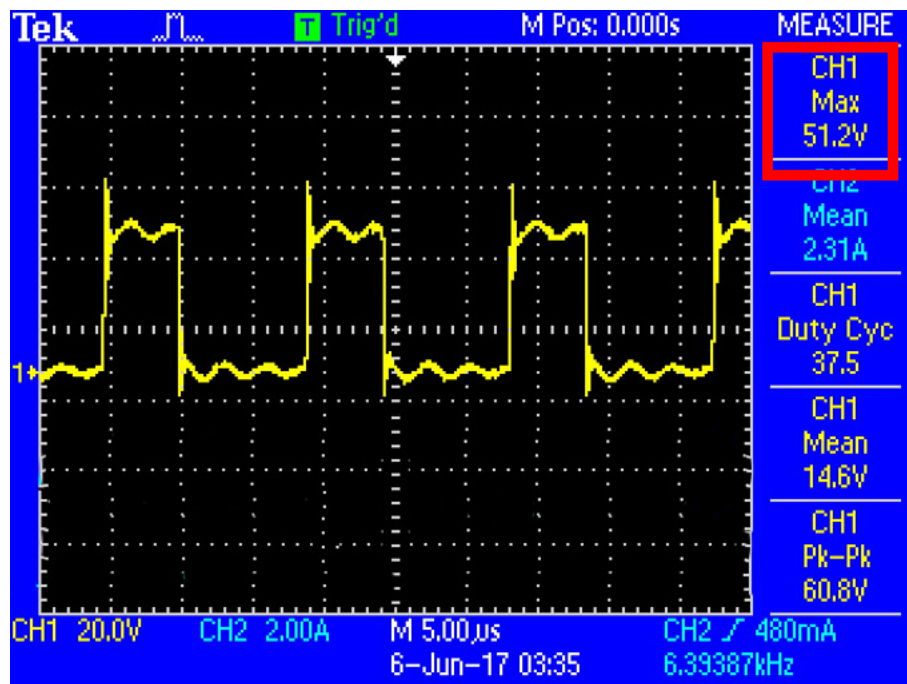 Tek T Trig'd M Pos: 0.000s MEASURE
CH1
Max
51.2V
CH2
Mean
2.31A
CH1
Duty Cyc
37.5
CH1
Mean
14.6V
CH1
Pk-Pk
60.8V
1
CH1 20.0V CH2 2.00A M 5.00µs CH2 480mA
6-Jun-17 03:35 6.39387kHz